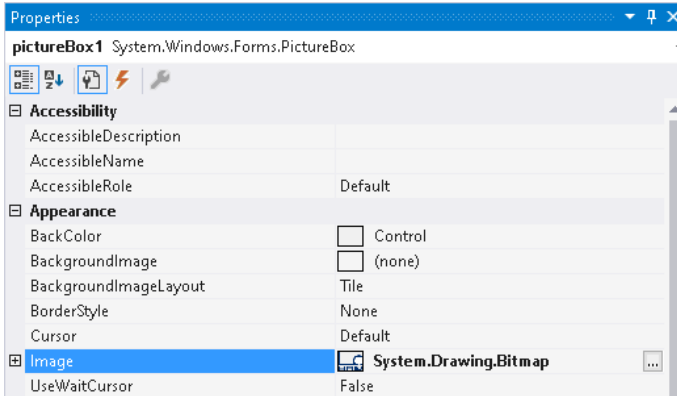 Properties
pictureBox1 System.Windows.Forms.PictureBox
Accessibility
AccessibleDescription
AccessibleName
AccessibleRole Default
Appearance
BackColor Control
BackgroundImage (none)
BackgroundImageLayout Tile
BorderStyle None
Cursor Default
Image System.Drawing.Bitmap ...
UseWaitCursor False